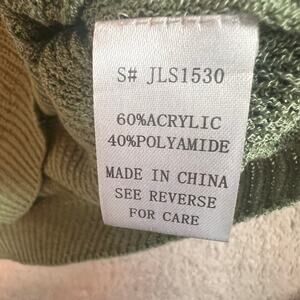 S# JLS1530
60%ACRYLIC
40%POLYAMIDE
MADE IN CHINA
SEE REVERSE
FOR CARE